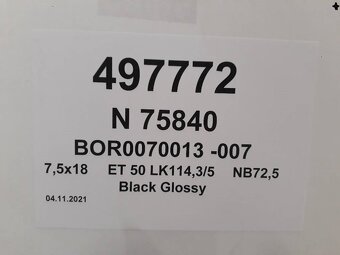 497772
N 75840
BOR0070013 -007
7,5x18 ET 50 LK114,3/5 NB72,5
Black Glossy
04.11.2021